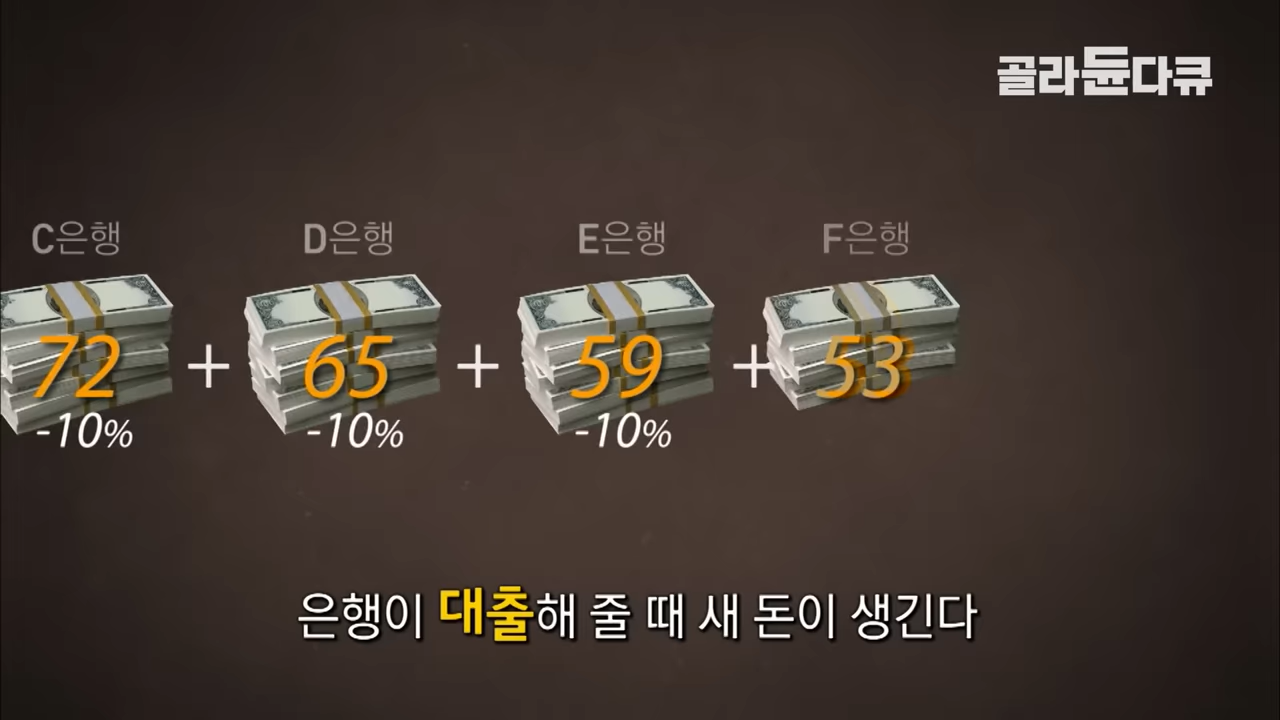 골라둔다큐
C은행
D은행
E은행
F은행
72 + 65 + 59 + 53
-10%
-10%
-10%
은행이 대출해 줄 때 새 돈이 생긴다